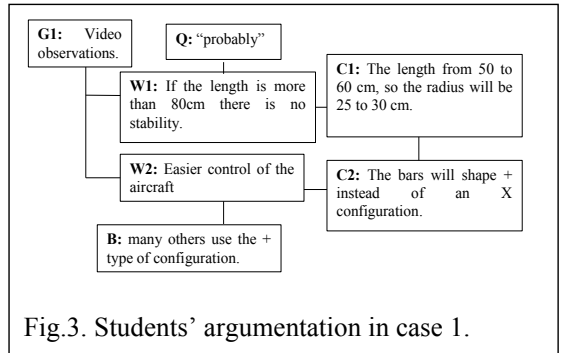 G1: Video
observations.
Q: “probably”
W1: If the length is more
than 80cm there is no
stability.
C1: The length from 50 to
60 cm, so the radius will be
25 to 30 cm.
W2: Easier control of the
aircraft
C2: The bars will shape +
instead of an X
configuration.
B: many others use the +
type of configuration.
Fig.3. Students’ argumentation in case 1.